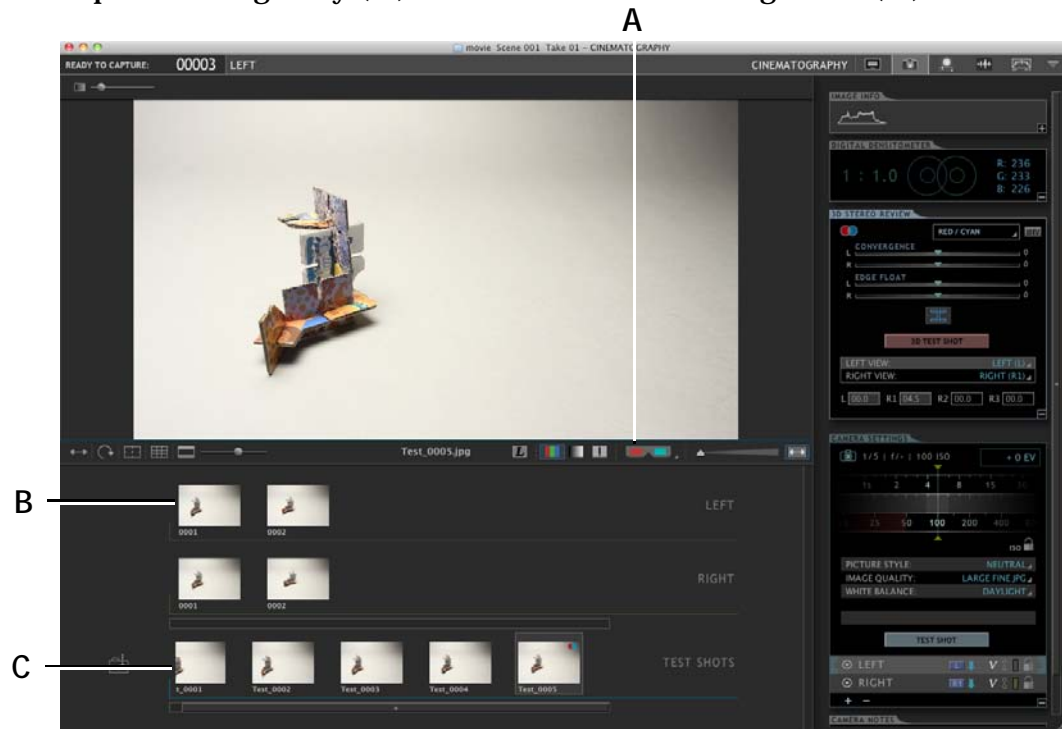 A
movie Scene 001 Take 01 – CINEMATOGRAPHY
READY TO CAPTURE: 00003 LEFT
CINEMATOGRAPHY
IMAGE INFO
DIGITAL DENSITOMETER
1 : 1.0
R: 236
G: 233
B: 226
3D STEREO REVIEW
RED / CYAN
CONVERGENCE
L 0
R 0
EDGE FLOAT
L 0
R 0
3D TEST SHOT
LEFT VIEW: LEFT (L)
RIGHT VIEW: RIGHT (R1)
L 00.0 R1 04.5 R2 00.0 R3 00.0
Test_0005.jpg
L
CAMERA SETTINGS
1/5 | f/- | 100 ISO + 0 EV
1s 2 4 8 15
25 50 100 200 400
ISO
PICTURE STYLE: NEUTRAL
IMAGE QUALITY: LARGE FINE JPG
WHITE BALANCE: DAYLIGHT
TEST SHOT
LEFT V
RIGHT V
CAMERA NOTES
B
0001 0002 LEFT
0001 0002 RIGHT
C
t_0001 Test_0002 Test_0003 Test_0004 Test_0005 TEST SHOTS